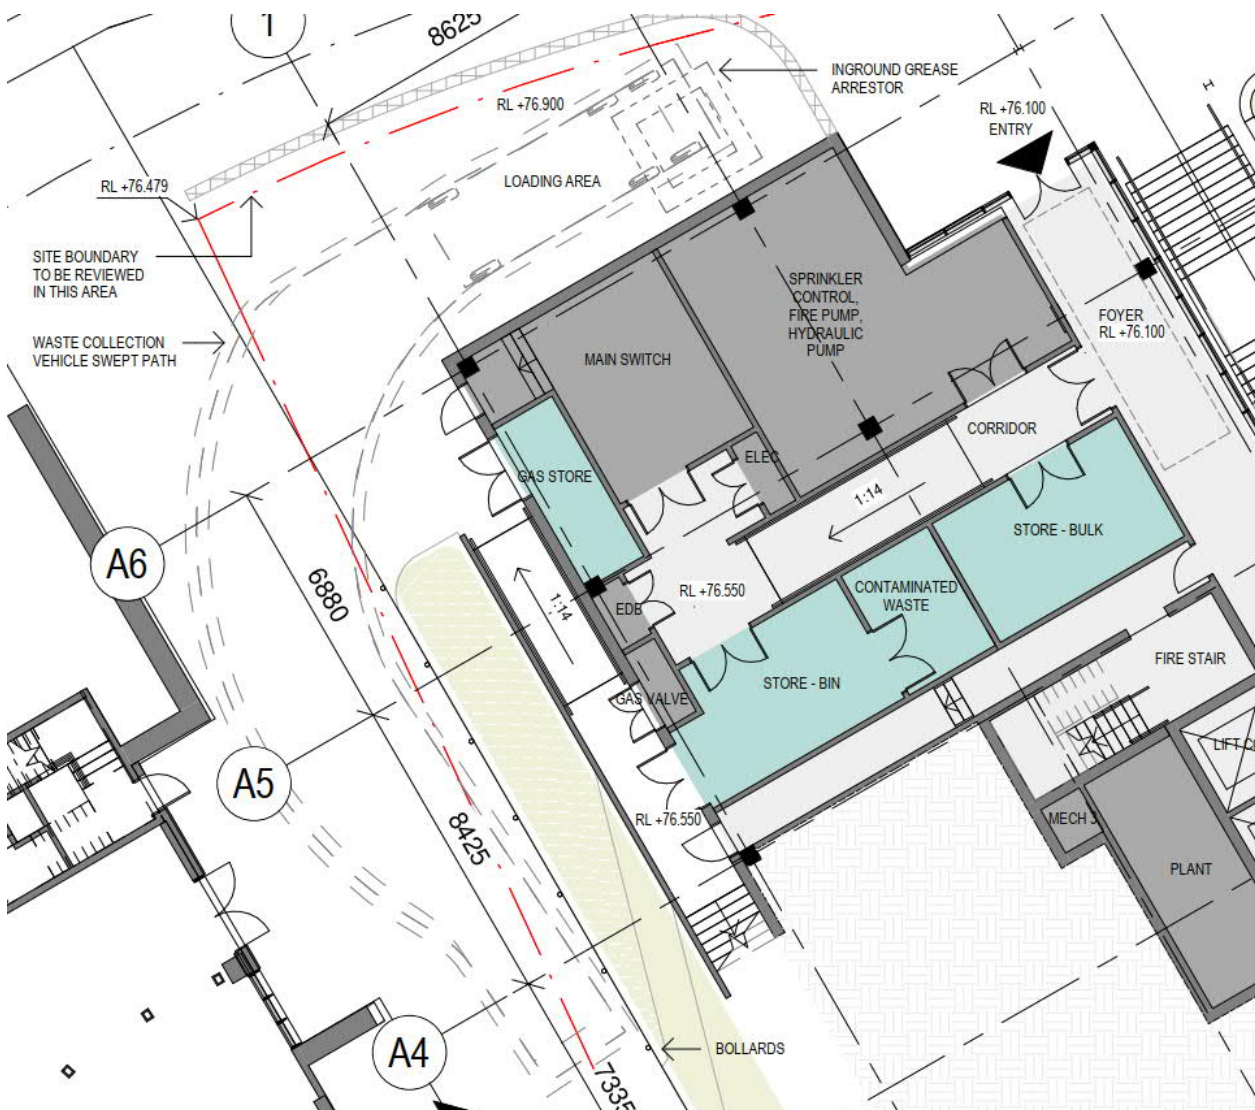 1
8625
INGROUND GREASE
ARRESTOR
RL +76.900
RL +76.100
ENTRY
RL +76.479
LOADING AREA
SITE BOUNDARY
TO BE REVIEWED
IN THIS AREA
SPRINKLER
CONTROL,
FIRE PUMP,
HYDRAULIC
PUMP
FOYER
RL +76.100
WASTE COLLECTION
VEHICLE SWEPT PATH
MAIN SWITCH
CORRIDOR
ELEC
GAS STORE
1:14
STORE - BULK
A6
6880
1:14
EDB
RL +76.550
CONTAMINATED
WASTE
FIRE STAIR
STORE - BIN
GAS VALVE
A5
8425
RL +76.550
MECH 3
PLANT
A4
BOLLARDS
7335